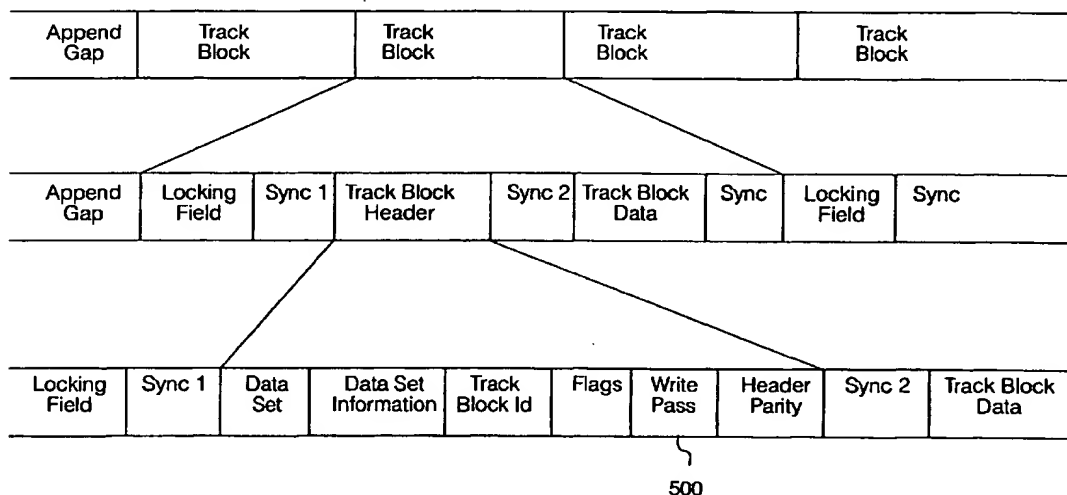 Append Gap
Track Block
Track Block
Track Block
Track Block
Append Gap
Locking Field
Sync 1
Track Block Header
Sync 2
Track Block Data
Sync
Locking Field
Sync
Locking Field
Sync 1
Data Set
Data Set Information
Track Block Id
Flags
Write Pass
Header Parity
Sync 2
Track Block Data
500